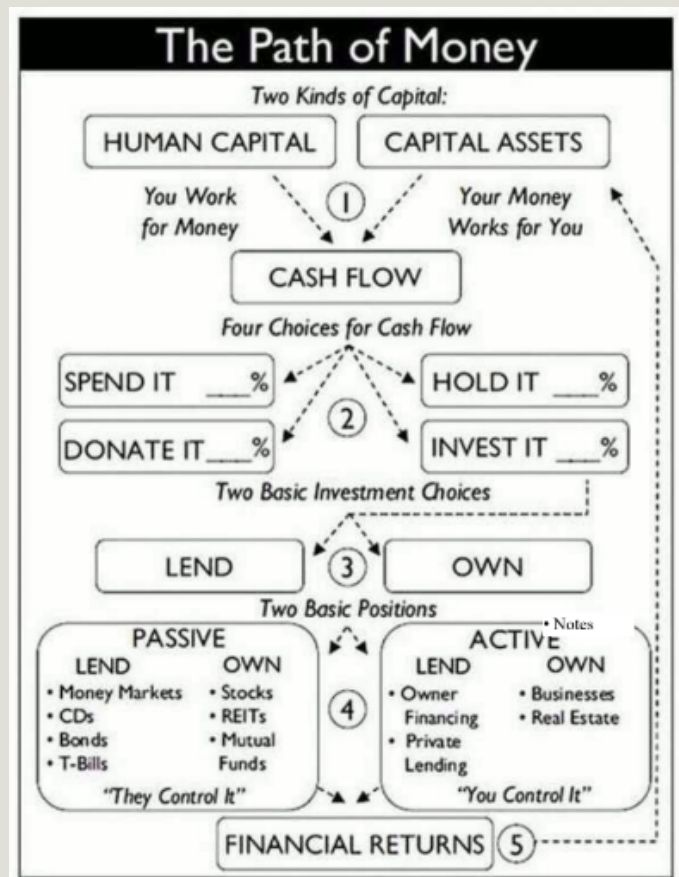 The Path of Money
Two Kinds of Capital:
HUMAN CAPITAL
CAPITAL ASSETS
You Work
for Money
1
Your Money
Works for You
CASH FLOW
Four Choices for Cash Flow
SPEND IT ___%
HOLD IT ___%
2
DONATE IT ___%
INVEST IT ___%
Two Basic Investment Choices
LEND
3
OWN
Two Basic Positions
• Notes
PASSIVE
LEND
• Money Markets
• CDs
• Bonds
• T-Bills
OWN
• Stocks
• REITs
• Mutual
Funds
"They Control It"
4
ACTIVE
LEND
• Owner
Financing
• Private
Lending
OWN
• Businesses
• Real Estate
"You Control It"
FINANCIAL RETURNS
5